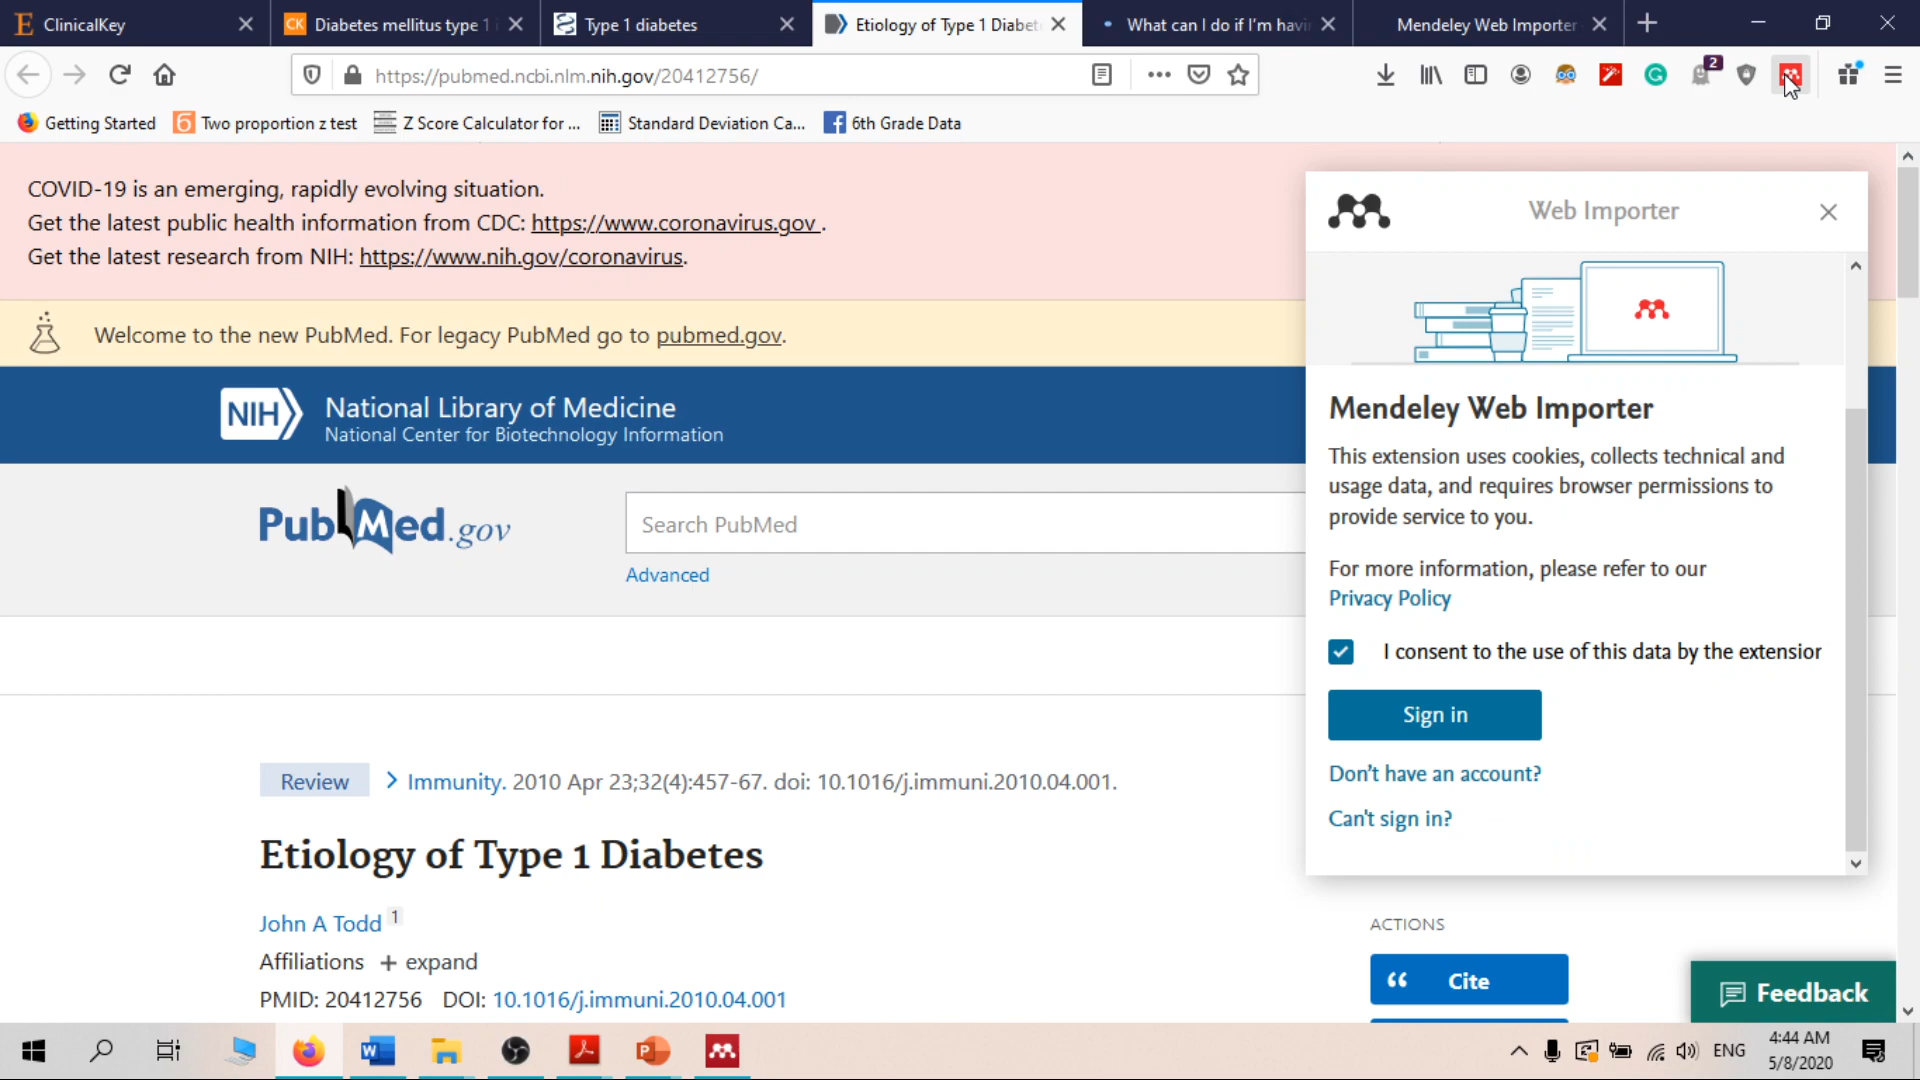 ClinicalKey
Diabetes mellitus type 1 i
Type 1 diabetes
Etiology of Type 1 Diabet
What can I do if I'm havi
Mendeley Web Importer
https://pubmed.ncbi.nlm.nih.gov/20412756/
2
Getting Started
Two proportion z test
Z Score Calculator for ...
Standard Deviation Ca...
6th Grade Data
COVID-19 is an emerging, rapidly evolving situation.
Get the latest public health information from CDC: https://www.coronavirus.gov .
Get the latest research from NIH: https://www.nih.gov/coronavirus.
Welcome to the new PubMed. For legacy PubMed go to pubmed.gov.
NIH
National Library of Medicine
National Center for Biotechnology Information
PubMed.gov
Search PubMed
Advanced
Web Importer
Mendeley Web Importer
This extension uses cookies, collects technical and
usage data, and requires browser permissions to
provide service to you.
For more information, please refer to our
Privacy Policy
I consent to the use of this data by the extension
Sign in
Don't have an account?
Can't sign in?
Review
Immunity. 2010 Apr 23;32(4):457-67. doi: 10.1016/j.immuni.2010.04.001.
Etiology of Type 1 Diabetes
John A Todd 1
Affiliations + expand
PMID: 20412756 DOI: 10.1016/j.immuni.2010.04.001
ACTIONS
Cite
Feedback
ENG
4:44 AM
5/8/2020